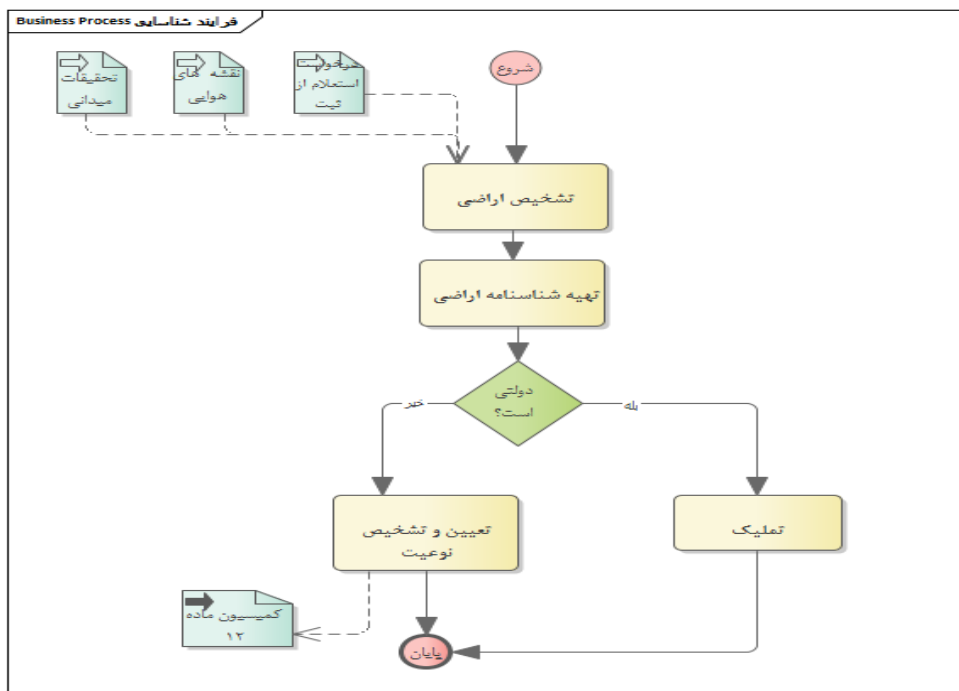 Business Process فرایند شناسایی
شروع
درخواست
استعلام از
ثبت
نقشه های
هوایی
تحقیقات
میدانی
تشخیص اراضی
تهیه شناسنامه اراضی
دولتی
است؟
بله
خیر
تملیک
تعیین و تشخیص
نوعیت
کمیسیون ماده
۱۲
پایان